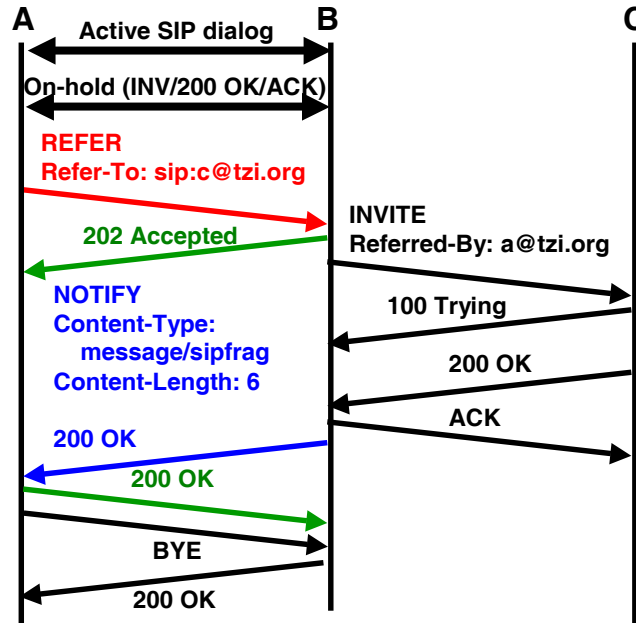 A B C
Active SIP dialog
On-hold (INV/200 OK/ACK)
REFER
Refer-To: sip:c@tzi.org
202 Accepted
INVITE
Referred-By: a@tzi.org
100 Trying
NOTIFY
Content-Type:
message/sipfrag
Content-Length: 6
200 OK
ACK
200 OK
200 OK
BYE
200 OK